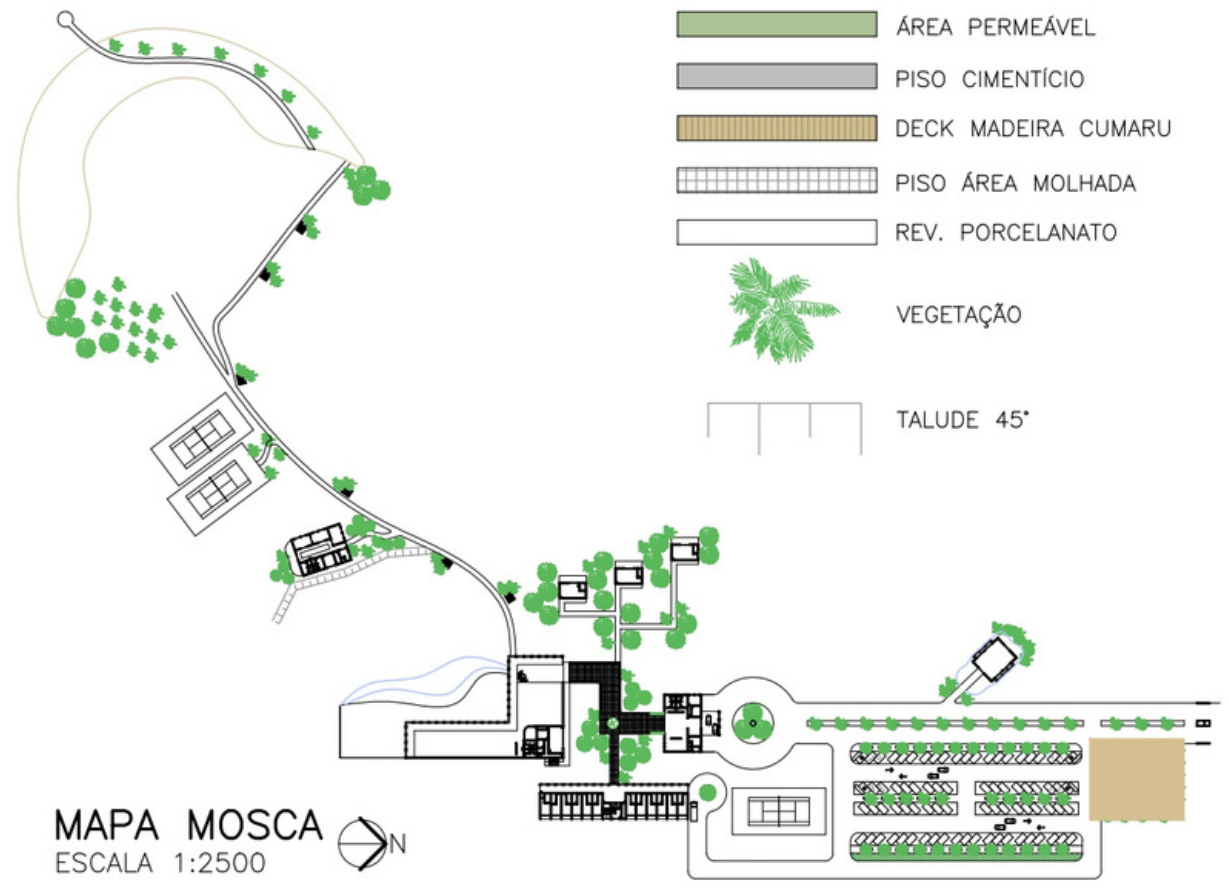 ÁREA PERMEÁVEL
PISO CIMENTÍCIO
DECK MADEIRA CUMARU
PISO ÁREA MOLHADA
REV. PORCELANATO
VEGETAÇÃO
TALUDE 45°
MAPA MOSCA
ESCALA 1:2500
N